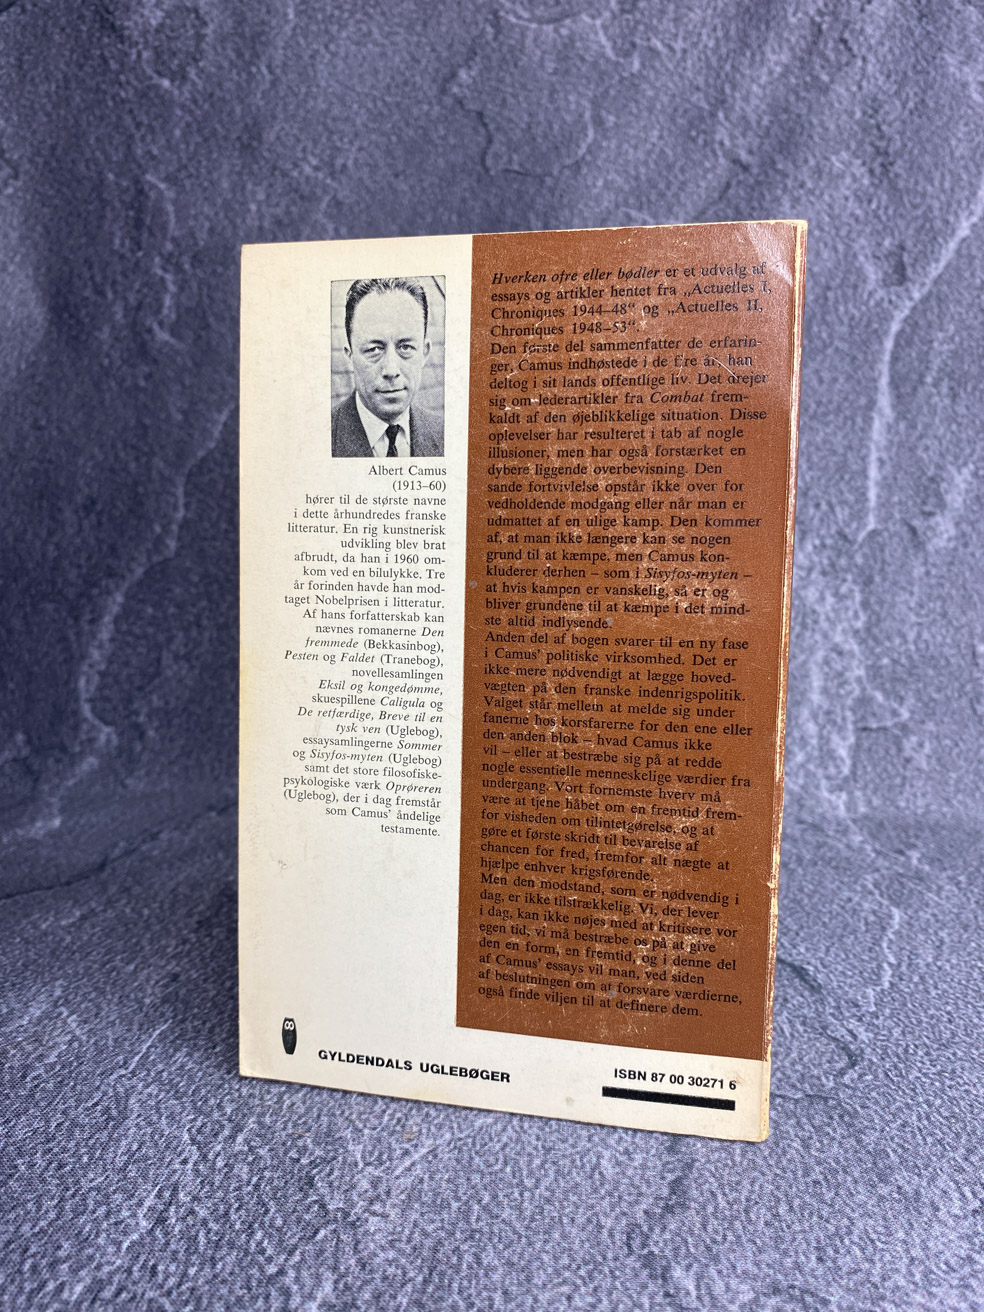 Albert Camus
(1913–60)
hører til de største navne
i dette århundredes franske
litteratur. En rig kunstnerisk
udvikling blev brat
afbrudt, da han i 1960 om-
kom ved en bilulykke. Tre
år forinden havde han mod-
taget Nobelprisen i litteratur.
Af hans forfatterskab kan
nævnes romanerne Den
fremmede (Bekkasinbog),
Pesten og Faldet (Tranebog),
novellesamlingen
Eksil og kongedømme,
skuespillene Caligula og
De retfærdige, Breve til en
tysk ven (Uglebog),
essaysamlingerne Sommer
og Sisyfos-myten (Uglebog)
samt det store filosofiske-
psykologiske værk Oprøreren
(Uglebog), der i dag fremstår
som Camus' åndelige
testamente.
Hverken ofre eller bødler er et udvalg af
essays og artikler hentet fra „Actuelles I,
Chroniques 1944–48“ og „Actuelles II,
Chroniques 1948–53“.
Den første del sammenfatter de erfarin-
ger, Camus indhøstede i de fire år, han
deltog i sit lands offentlige liv. Det drejer
sig om lederartikler fra Combat frem-
kaldt af den øjeblikkelige situation. Disse
oplevelser har resulteret i tab af nogle
illusioner, men har også forstærket en
dybere liggende overbevisning. Den
sande fortvivlelse opstår ikke over for
vedholdende modgang eller når man er
udmattet af en ulige kamp. Den kommer
af, at man ikke længere kan se nogen
grund til at kæmpe, men Camus kon-
kluderer derhen – som i Sisyfos-myten –
at hvis kampen er vanskelig, så er og
bliver grundene til at kæmpe i det mind-
ste altid indlysende.
Anden del af bogen svarer til en ny fase
i Camus' politiske virksomhed. Det er
ikke mere nødvendigt at lægge hoved-
vægten på den franske indenrigspolitik.
Valget står mellem at melde sig under
fanerne hos korsfarerne for den ene eller
den anden blok – hvad Camus ikke
vil – eller at bestræbe sig på at redde
nogle essentielle menneskelige værdier fra
undergang. Vort fornemste hverv må
være at tjene håbet om en fremtid frem-
for visheden om tilintetgørelse, og at
gøre et første skridt til bevarelse af
chancen for fred, fremfor alt nægte at
hjælpe enhver krigsførende.
Men den modstand, som er nødvendig i
dag, er ikke tilstrækkelig. Vi, der lever
i dag, kan ikke nøjes med at kritisere vor
egen tid, vi må bestræbe os på at give
den en form, en fremtid, og i denne del
af Camus' essays vil man, ved siden
af beslutningen om at forsvare værdierne,
også finde viljen til at definere dem.
GYLDENDALS UGLEBØGER
ISBN 87 00 30271 6